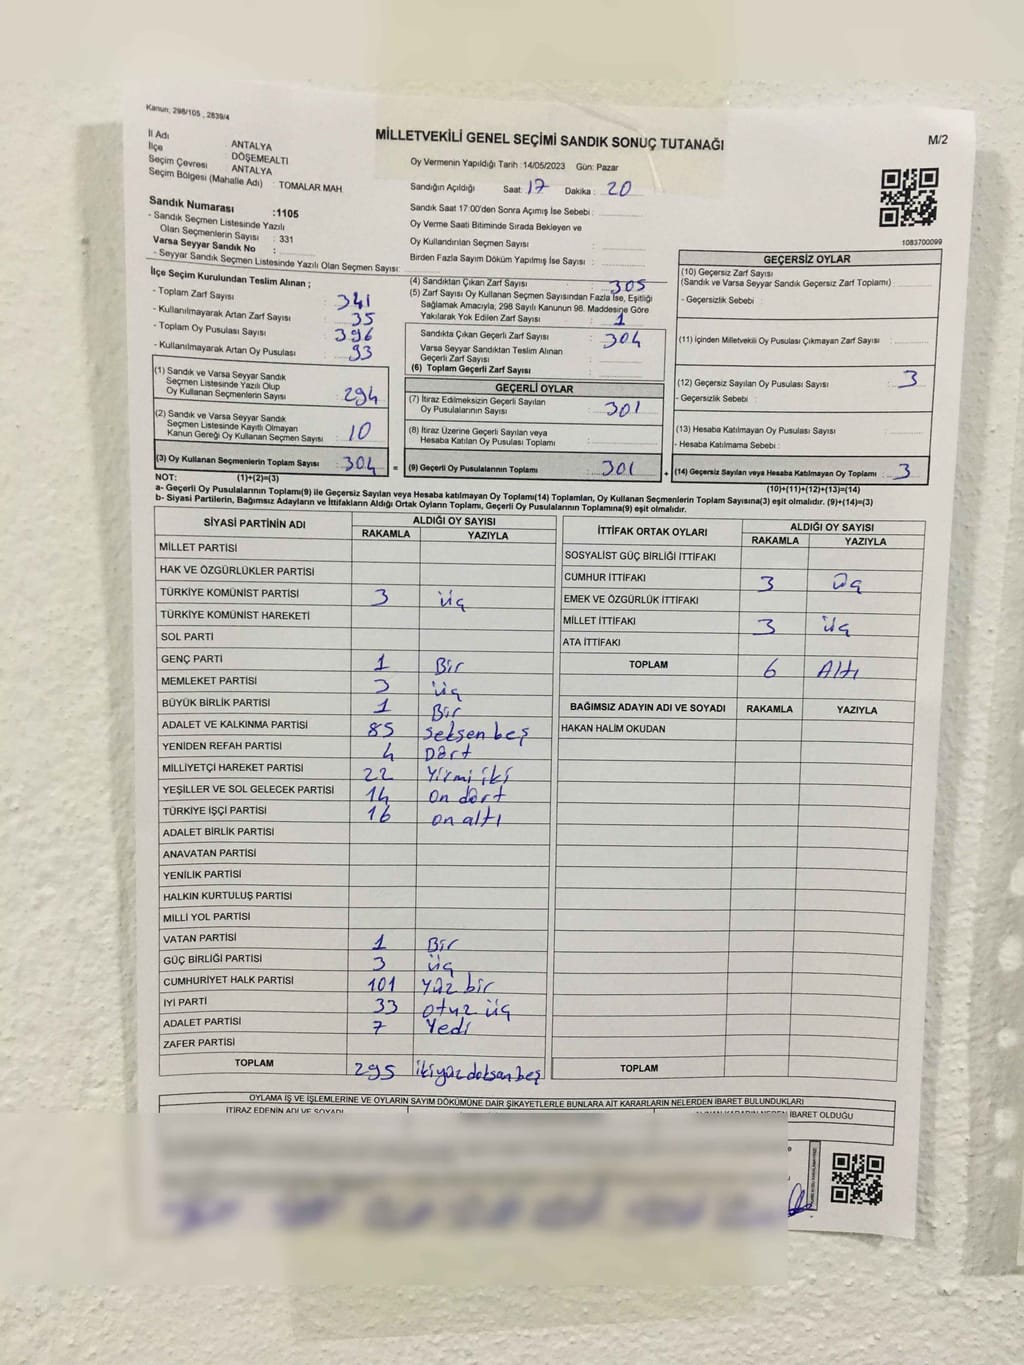 Kanun; 298/105 , 2839/4
MİLLETVEKİLİ GENEL SEÇİMİ SANDIK SONUÇ TUTANAĞI
M/2
İl Adı : ANTALYA
İlçe : DÖŞEMEALTI
Seçim Çevresi : ANTALYA
Seçim Bölgesi (Mahalle Adı) : TOMALAR MAH
Oy Vermenin Yapıldığı Tarih : 14/05/2023 Gün: Pazar
Sandığın Açıldığı Saat: 17 Dakika : 20
Sandık Saat 17:00'den Sonra Açımış İse Sebebi :
Oy Verme Saati Bitiminde Sırada Bekleyen ve
Oy Kullandırılan Seçmen Sayısı :
Birden Fazla Sayım Döküm Yapılmış İse Sayısı :
1083700099
Sandık Numarası :1105
- Sandık Seçmen Listesinde Yazılı
Olan Seçmenlerin Sayısı : 331
Varsa Seyyar Sandık No :
- Seyyar Sandık Seçmen Listesinde Yazılı Olan Seçmen Sayısı:
İlçe Seçim Kurulundan Teslim Alınan ;
- Toplam Zarf Sayısı : 341
- Kullanılmayarak Artan Zarf Sayısı : 35
- Toplam Oy Pusulası Sayısı : 396
- Kullanılmayarak Artan Oy Pusulası : 93
(1) Sandık ve Varsa Seyyar Sandık
Seçmen Listesinde Yazılı Olup
Oy Kullanan Seçmenlerin Sayısı : 294
(2) Sandık ve Varsa Seyyar Sandık
Seçmen Listesinde Kayıtlı Olmayan
Kanun Gereği Oy Kullanan Seçmen Sayısı : 10
(3) Oy Kullanan Seçmenlerin Toplam Sayısı : 304 =
(4) Sandıktan Çıkan Zarf Sayısı : 305
(5) Zarf Sayısı Oy Kullanan Seçmen Sayısından Fazla İse, Eşitliği
Sağlamak Amacıyla, 298 Sayılı Kanunun 98. Maddesine Göre
Yakılarak Yok Edilen Zarf Sayısı : 1
Sandıkta Çıkan Geçerli Zarf Sayısı : 304
Varsa Seyyar Sandıktan Teslim Alınan
Geçerli Zarf Sayısı :
(6) Toplam Geçerli Zarf Sayısı :
GEÇERLİ OYLAR
(7) İtiraz Edilmeksizin Geçerli Sayılan
Oy Pusulalarının Sayısı : 301
(8) İtiraz Üzerine Geçerli Sayılan veya
Hesaba Katılan Oy Pusulası Toplamı :
(9) Geçerli Oy Pusulalarının Toplamı : 301 +
GEÇERSİZ OYLAR
(10) Geçersiz Zarf Sayısı
(Sandık ve Varsa Seyyar Sandık Geçersiz Zarf Toplamı) :
- Geçersizlik Sebebi :
(11) İçinden Milletvekili Oy Pusulası Çıkmayan Zarf Sayısı :
(12) Geçersiz Sayılan Oy Pusulası Sayısı : 3
- Geçersizlik Sebebi :
(13) Hesaba Katılmayan Oy Pusulası Sayısı :
- Hesaba Katılmama Sebebi :
(14) Geçersiz Sayılan veya Hesaba Katılmayan Oy Toplamı : 3
NOT: (1)+(2)=(3)
(10)+(11)+(12)+(13)=(14)
a- Geçerli Oy Pusulalarının Toplamı(9) ile Geçersiz Sayılan veya Hesaba katılmayan Oy Toplamı(14) Toplamları, Oy Kullanan Seçmenlerin Toplam Sayısına(3) eşit olmalıdır. (9)+(14)=(3)
b- Siyasi Partilerin, Bağımsız Adayların ve İttifakların Aldığı Ortak Oyların Toplamı, Geçerli Oy Pusulalarının Toplamına(9) eşit olmalıdır.
SİYASİ PARTİNİN ADI ALDIĞI OY SAYISI
RAKAMLA YAZIYLA
MİLLET PARTİSİ
HAK VE ÖZGÜRLÜKLER PARTİSİ
TÜRKİYE KOMÜNİST PARTİSİ 3 üç
TÜRKİYE KOMÜNİST HAREKETİ
SOL PARTİ
GENÇ PARTİ 1 Bir
MEMLEKET PARTİSİ 3 üç
BÜYÜK BİRLİK PARTİSİ 1 Bir
ADALET VE KALKINMA PARTİSİ 85 seksen beş
YENİDEN REFAH PARTİSİ 4 Dört
MİLLİYETÇİ HAREKET PARTİSİ 22 Yirmi iki
YEŞİLLER VE SOL GELECEK PARTİSİ 14 on dört
TÜRKİYE İŞÇİ PARTİSİ 16 on altı
ADALET BİRLİK PARTİSİ
ANAVATAN PARTİSİ
YENİLİK PARTİSİ
HALKIN KURTULUŞ PARTİSİ
MİLLİ YOL PARTİSİ
VATAN PARTİSİ 1 Bir
GÜÇ BİRLİĞİ PARTİSİ 3 üç
CUMHURİYET HALK PARTİSİ 101 yüz bir
İYİ PARTİ 33 otuz üç
ADALET PARTİSİ 7 Yedi
ZAFER PARTİSİ
TOPLAM 295 ikiyüzdoksanbeş
İTTİFAK ORTAK OYLARI ALDIĞI OY SAYISI
RAKAMLA YAZIYLA
SOSYALİST GÜÇ BİRLİĞİ İTTİFAKI
CUMHUR İTTİFAKI 3 üç
EMEK VE ÖZGÜRLÜK İTTİFAKI
MİLLET İTTİFAKI 3 üç
ATA İTTİFAKI
TOPLAM 6 Altı
BAĞIMSIZ ADAYIN ADI VE SOYADI RAKAMLA YAZIYLA
HAKAN HALİM OKUDAN
TOPLAM
OYLAMA İŞ VE İŞLEMLERİNE VE OYLARIN SAYIM DÖKÜMÜNE DAİR ŞİKAYETLERLE BUNLARA AİT KARARLARIN NELERDEN İBARET BULUNDUKLARI
İTİRAZ EDENİN ADI VE SOYADI
İBARET OLDUĞU